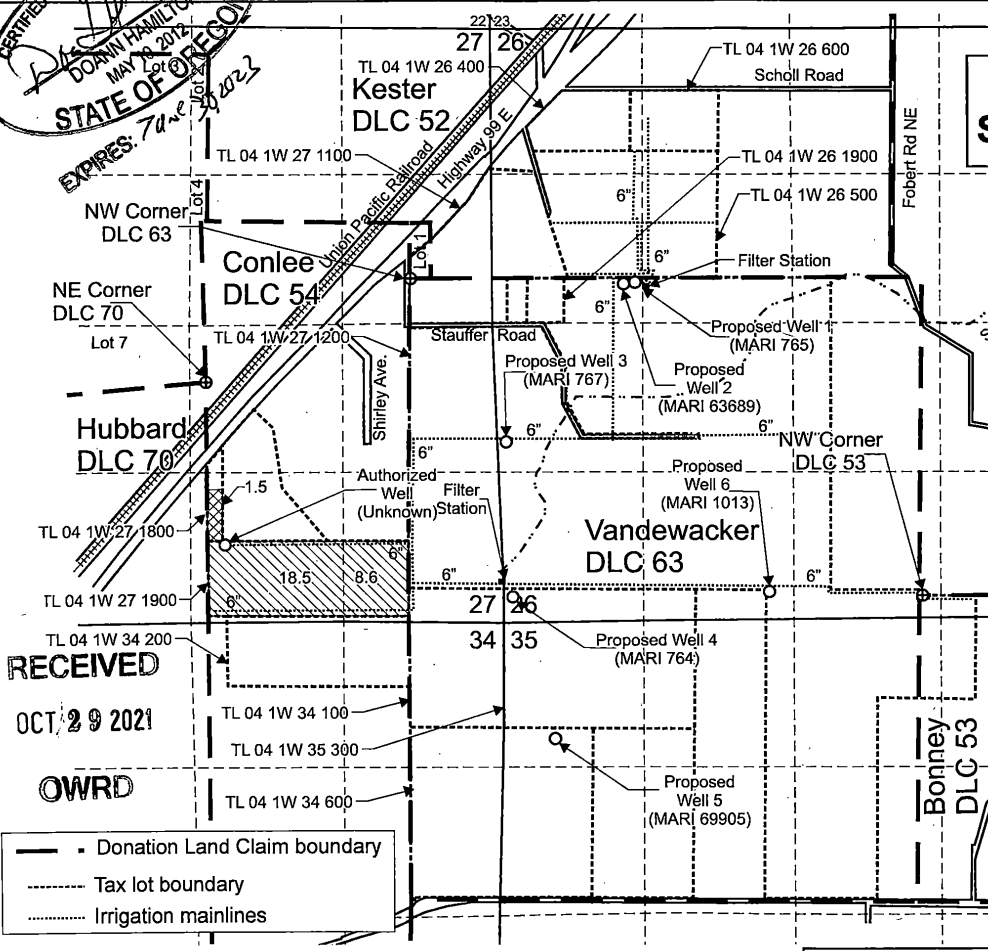 CERTIFIED
DOANN HAMILTON
MAY 10, 2012
STATE OF OREGON
EXPIRES: June 30 2023
Lot 3
Lot 2
Lot 4
22 23
27 26
TL 04 1W 26 400
TL 04 1W 26 600
Scholl Road
S
Kester
DLC 52
Highway 99 E
Union Pacific Railroad
TL 04 1W 27 1100
TL 04 1W 26 1900
Fobert Rd NE
6"
TL 04 1W 26 500
NW Corner
DLC 63
Lot 1
6"
Filter Station
Conlee
DLC 54
NE Corner
DLC 70
6"
Lot 7
TL 04 1W 27 1200
Stauffer Road
Proposed Well
1
(MARI 765)
Shirley Ave.
Proposed Well 3
(MARI 767)
Proposed
Well 2
(MARI 63689)
Hubbard
DLC 70
6"
6"
6"
NW Corner
DLC 53
1.5
Authorized
Well
(Unknown)
Filter
Station
Proposed
Well 6
(MARI 1013)
TL 04 1W 27 1800
Vandewacker
DLC 63
6"
18.5
8.6
6"
6"
TL 04 1W 27 1900
6"
27 26
34 35
TL 04 1W 34 200
Proposed Well 4
(MARI 764)
RECEIVED
OCT 29 2021
OWRD
TL 04 1W 34 100
TL 04 1W 35 300
TL 04 1W 34 600
Proposed
Well 5
(MARI 69905)
Bonney
DLC 53
Donation Land Claim boundary
Tax lot boundary
Irrigation mainlines